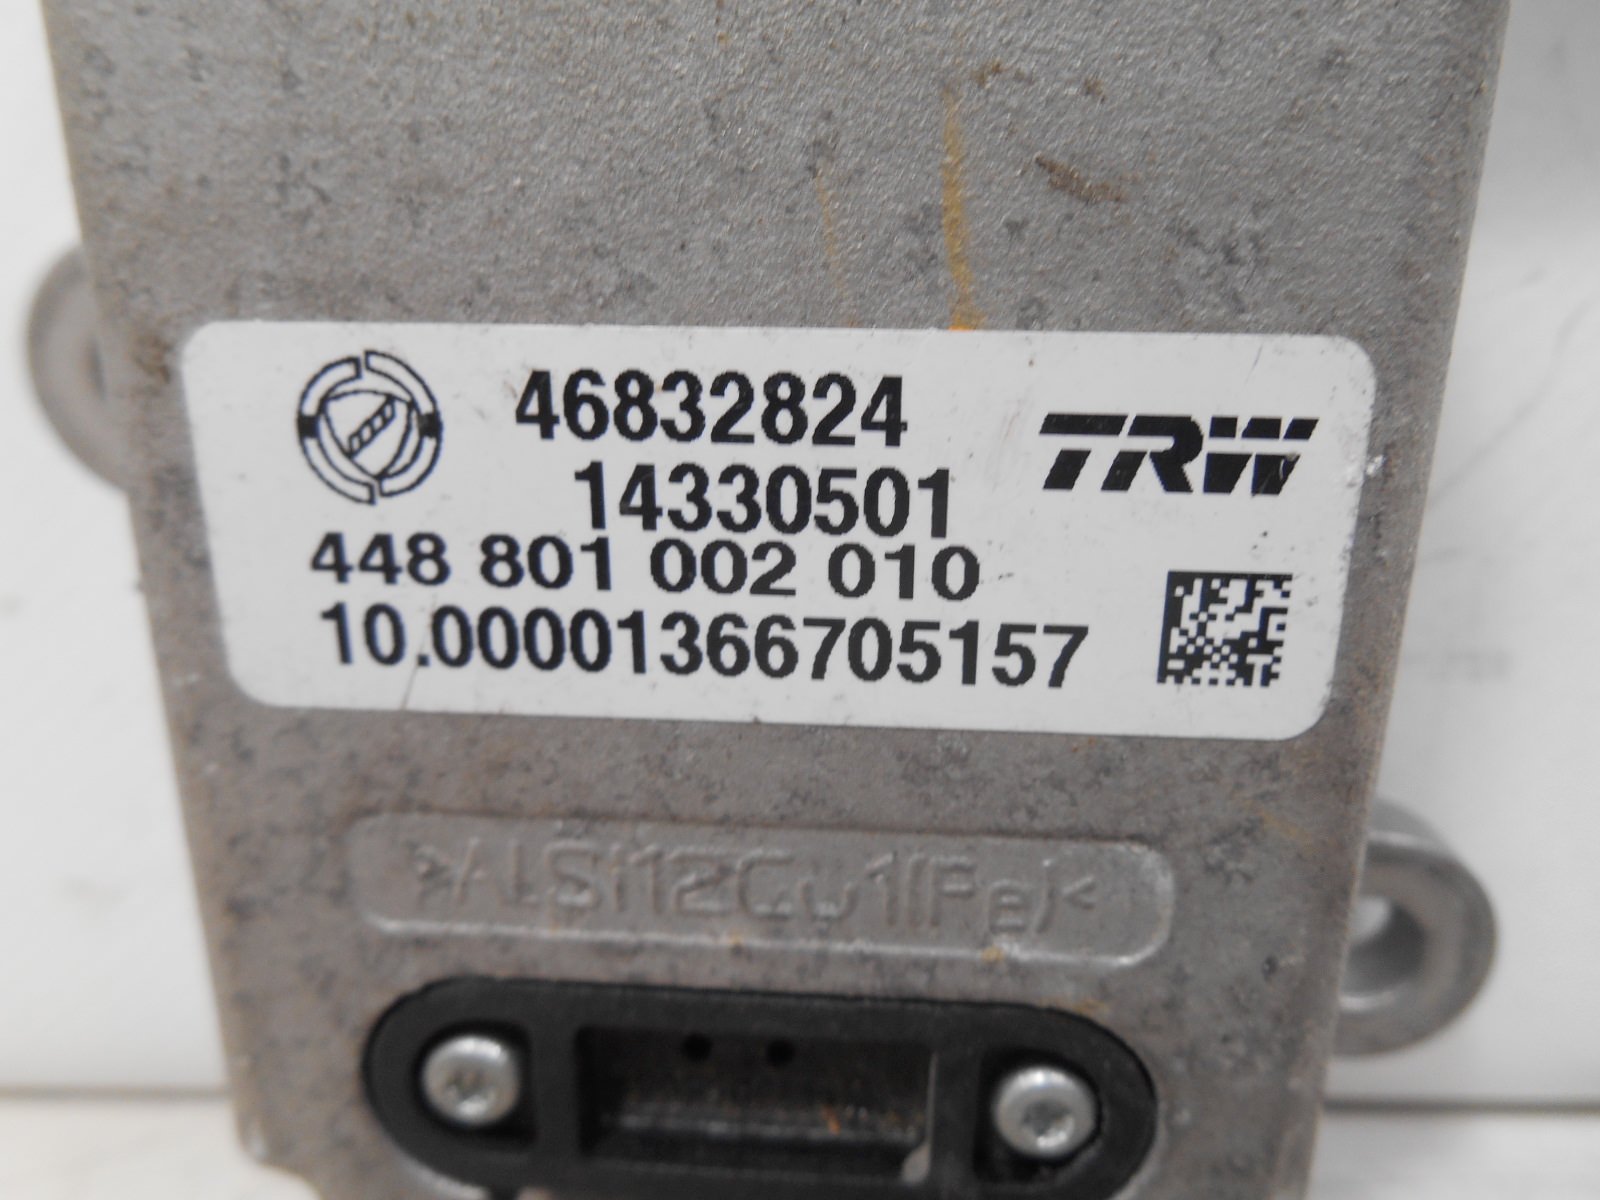 46832824
TRW
14330501
448 801 002 010
10.00001366705157
>AlSi12Cu1(Fe)<